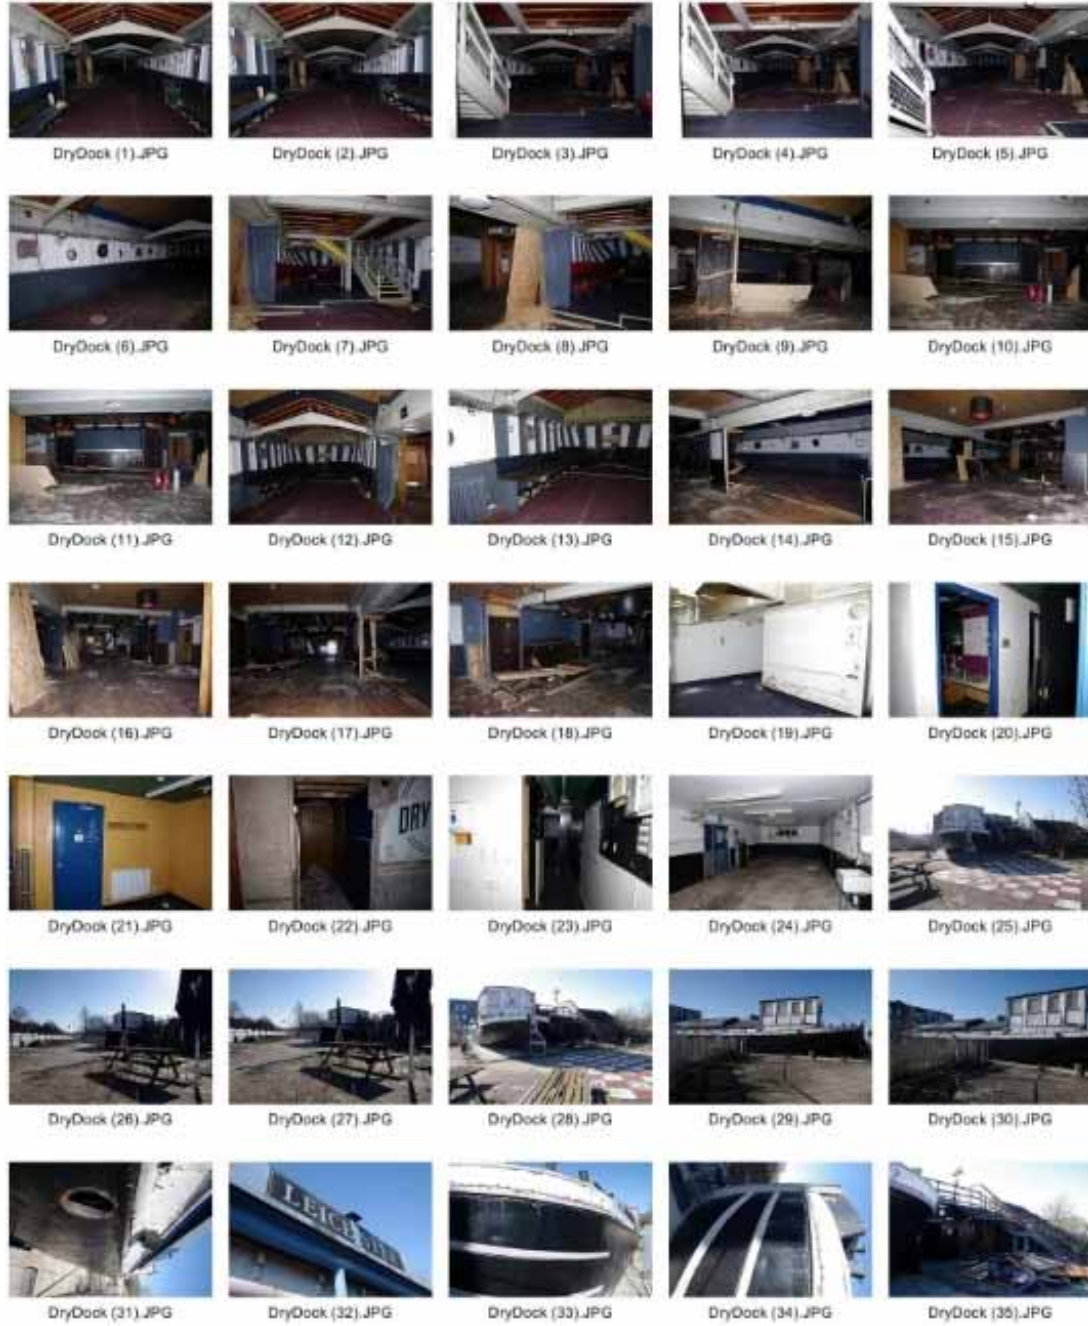 DryDock (1).JPG DryDock (2).JPG DryDock (3).JPG DryDock (4).JPG DryDock (5).JPG
DryDock (6).JPG DryDock (7).JPG DryDock (8).JPG DryDock (9).JPG DryDock (10).JPG
DryDock (11).JPG DryDock (12).JPG DryDock (13).JPG DryDock (14).JPG DryDock (15).JPG
DryDock (16).JPG DryDock (17).JPG DryDock (18).JPG DryDock (19).JPG DryDock (20).JPG
DRY
DryDock (21).JPG DryDock (22).JPG DryDock (23).JPG DryDock (24).JPG DryDock (25).JPG
DryDock (26).JPG DryDock (27).JPG DryDock (28).JPG DryDock (29).JPG DryDock (30).JPG
DryDock (31).JPG DryDock (32).JPG DryDock (33).JPG DryDock (34).JPG DryDock (35).JPG